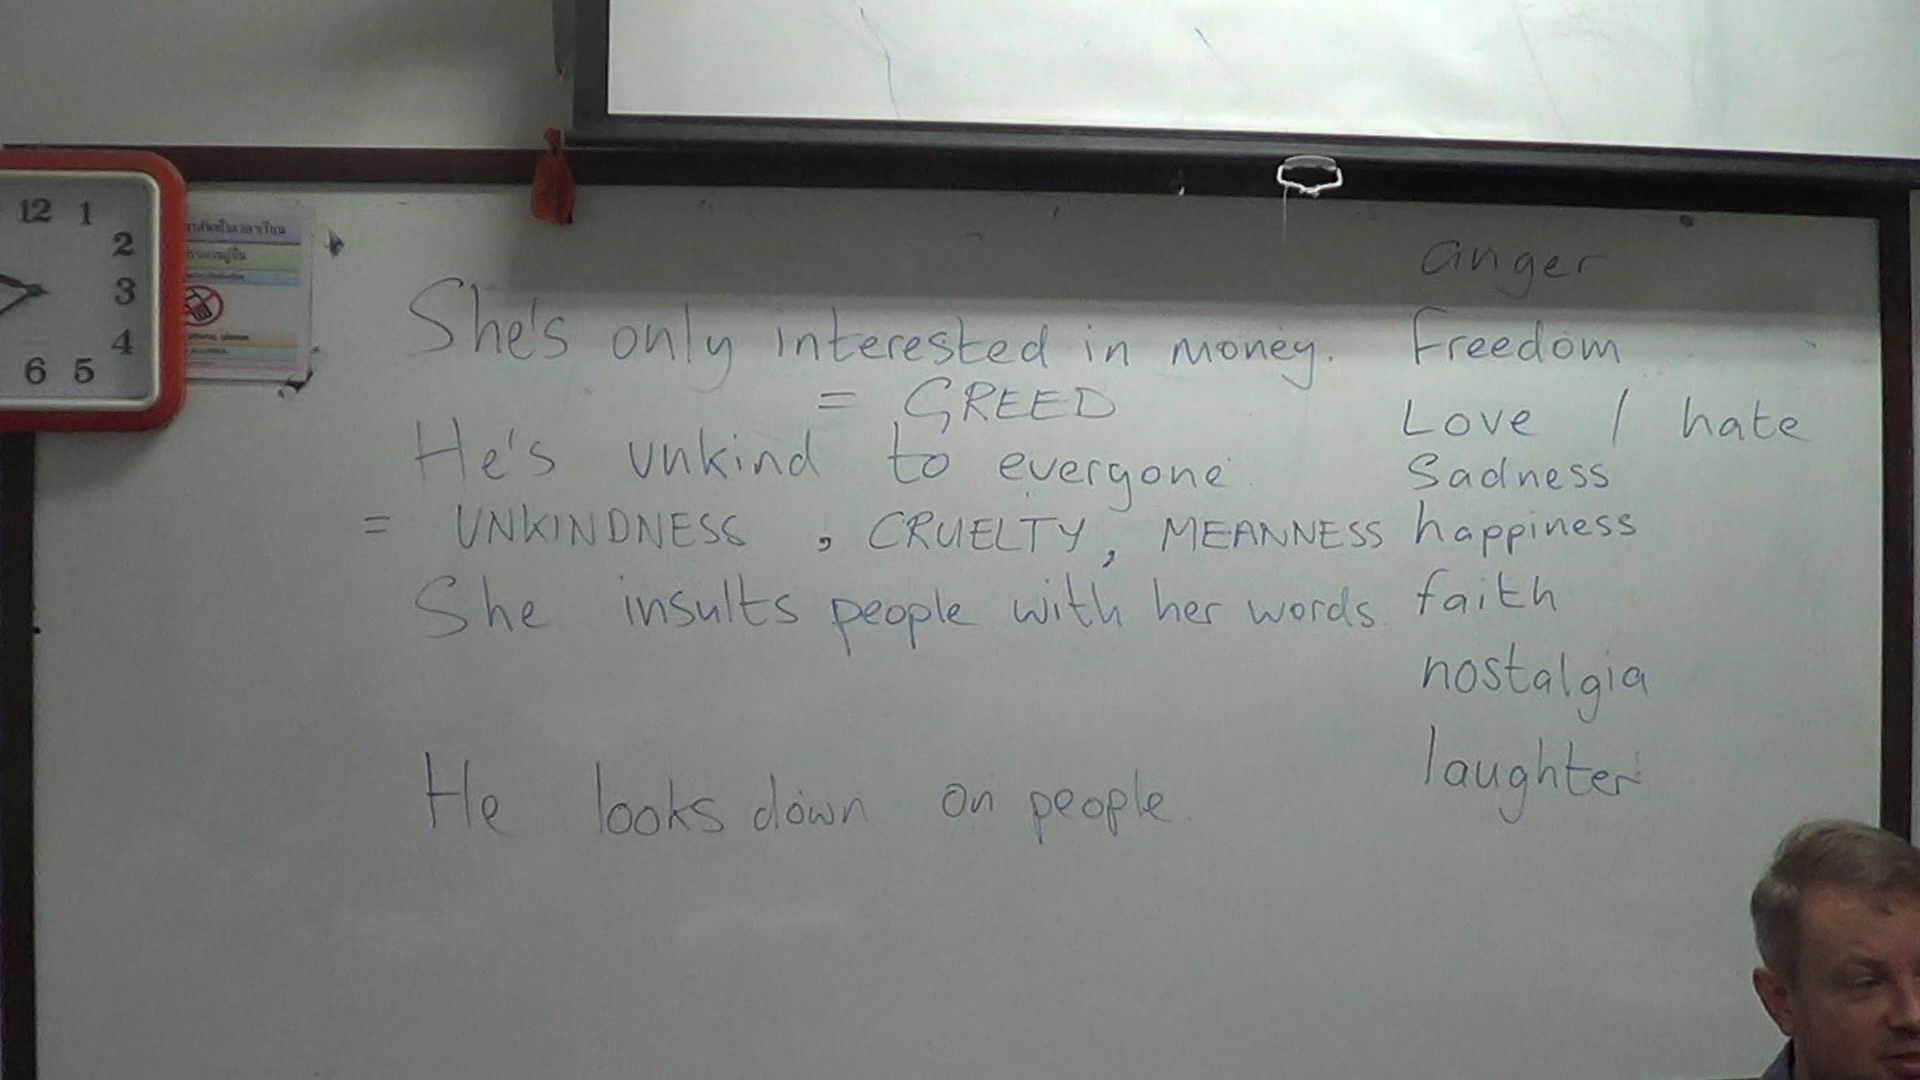 12 1
2
3
4
5
6
anger
She's only interested in money.
Freedom
= GREED
Love / hate
He's unkind to everyone.
Sadness
= UNKINDNESS, CRUELTY, MEANNESS
happiness
She insults people with her words.
faith
nostalgia
laughter
He looks down on people.